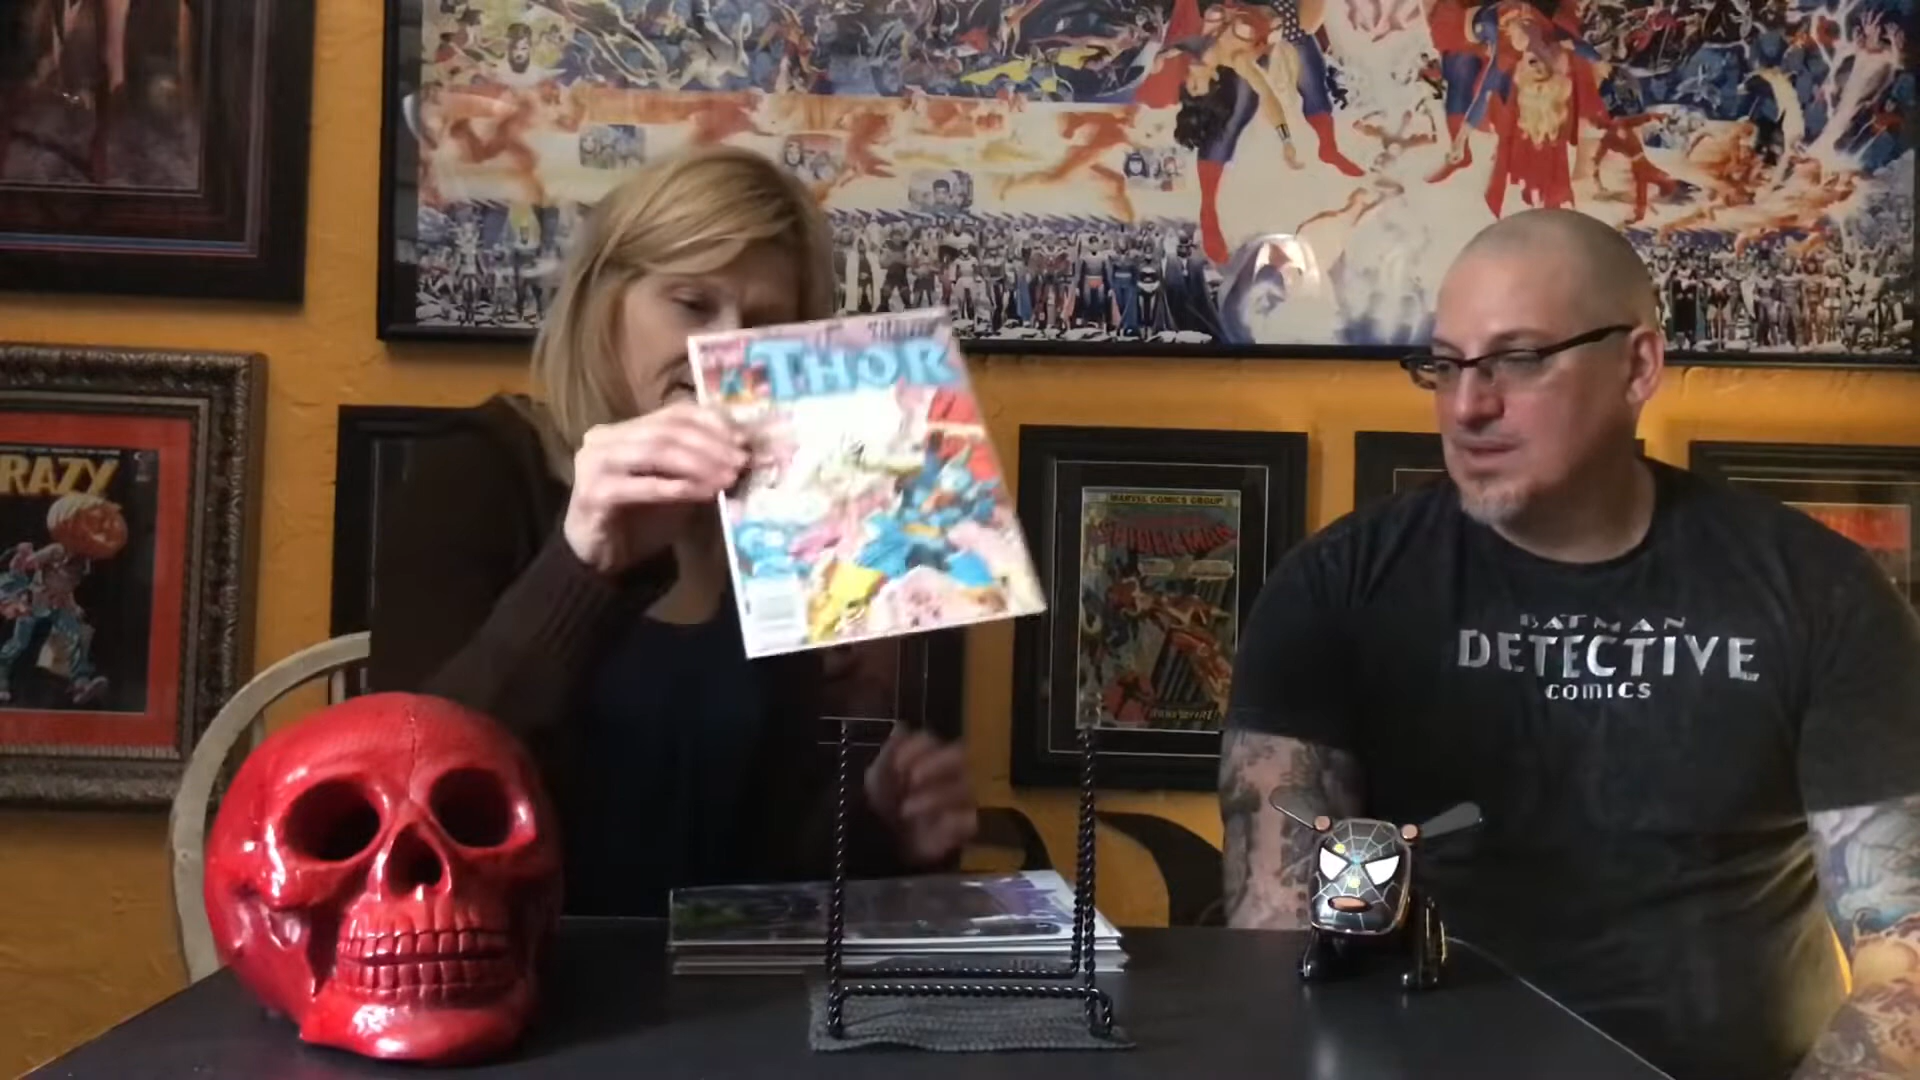 THOR
RAZY
MARVEL COMICS GROUP
SPIDER-MAN
BATMAN
DETECTIVE
COMICS